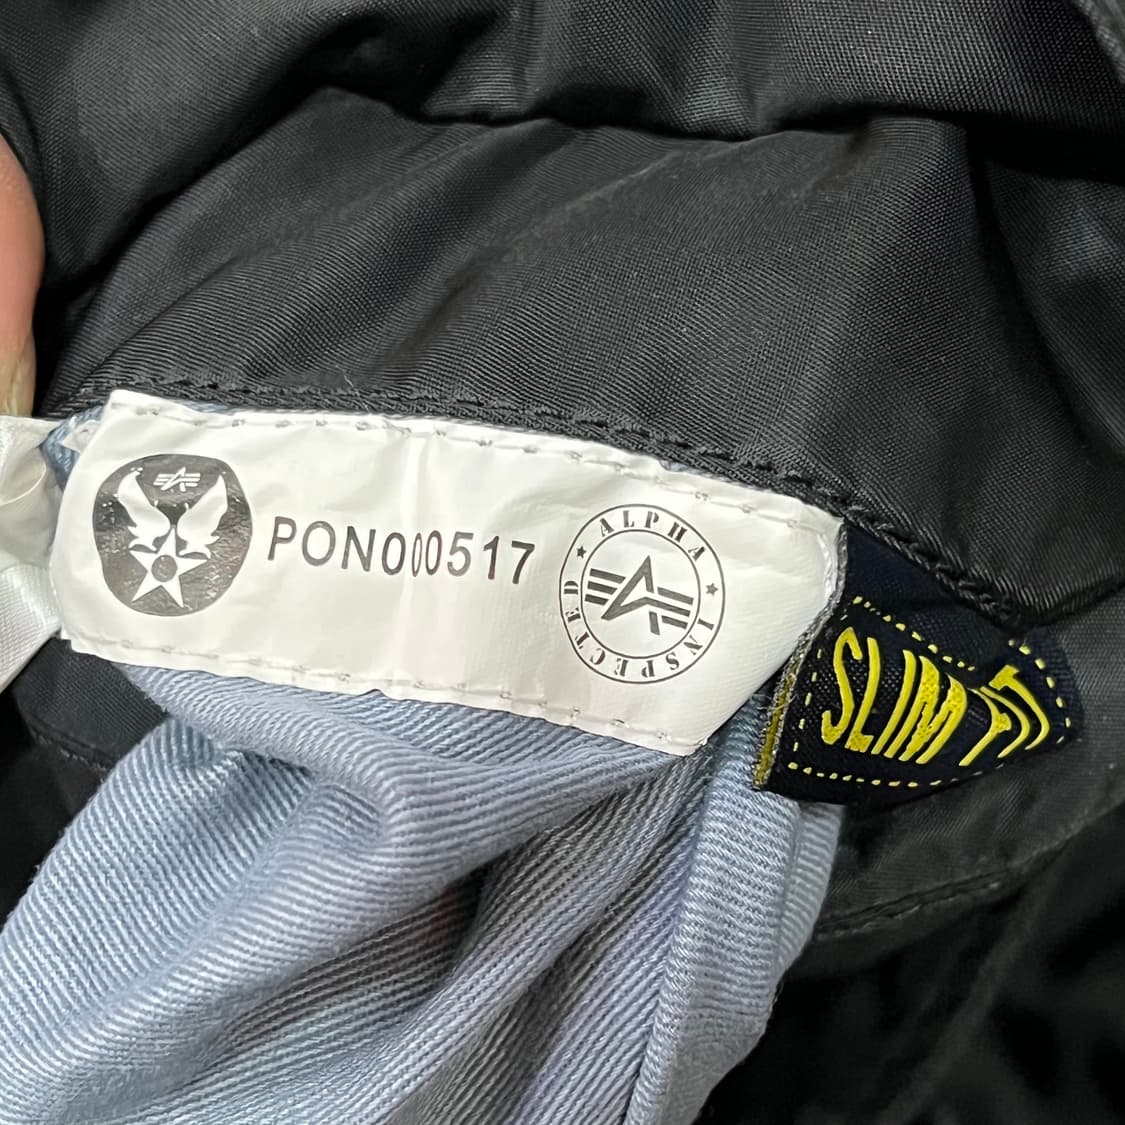 PON000517
ALPHA INSPECTED
SLIM FIT